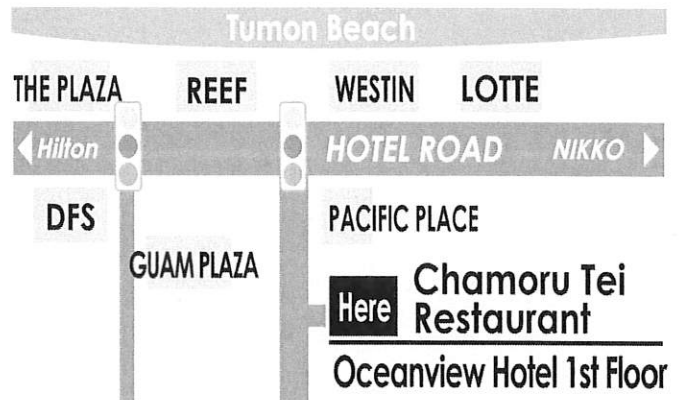 Tumon Beach
THE PLAZA REEF WESTIN LOTTE
Hilton HOTEL ROAD NIKKO
DFS PACIFIC PLACE
GUAM PLAZA
Here Chamoru Tei
Restaurant
Oceanview Hotel 1st Floor